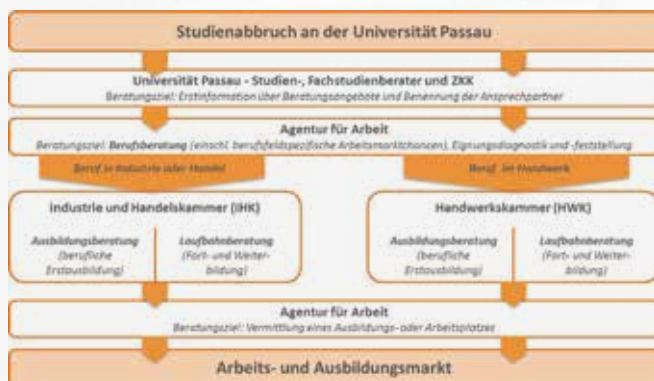 Studienabbruch an der Universität Passau
Universität Passau - Studien-, Fachstudienberater und ZKK
Beratungsziel: Erstinformation über Beratungsangebote und Benennung der Ansprechpartner
Agentur für Arbeit
Beratungsziel: Berufsberatung (einschl. berufsfeldspezifische Arbeitsmarktchancen), Eignungsdiagnostik und -feststellung
Beruf in Industrie oder Handel
Beruf im Handwerk
Industrie und Handelskammer (IHK)
Ausbildungsberatung
(berufliche
Erstausbildung)
Laufbahnberatung
(Fort- und Weiter-
bildung)
Handwerkskammer (HWK)
Ausbildungsberatung
(berufliche
Erstausbildung)
Laufbahnberatung
(Fort- und Weiter-
bildung)
Agentur für Arbeit
Beratungsziel: Vermittlung eines Ausbildungs- oder Arbeitsplatzes
Arbeits- und Ausbildungsmarkt